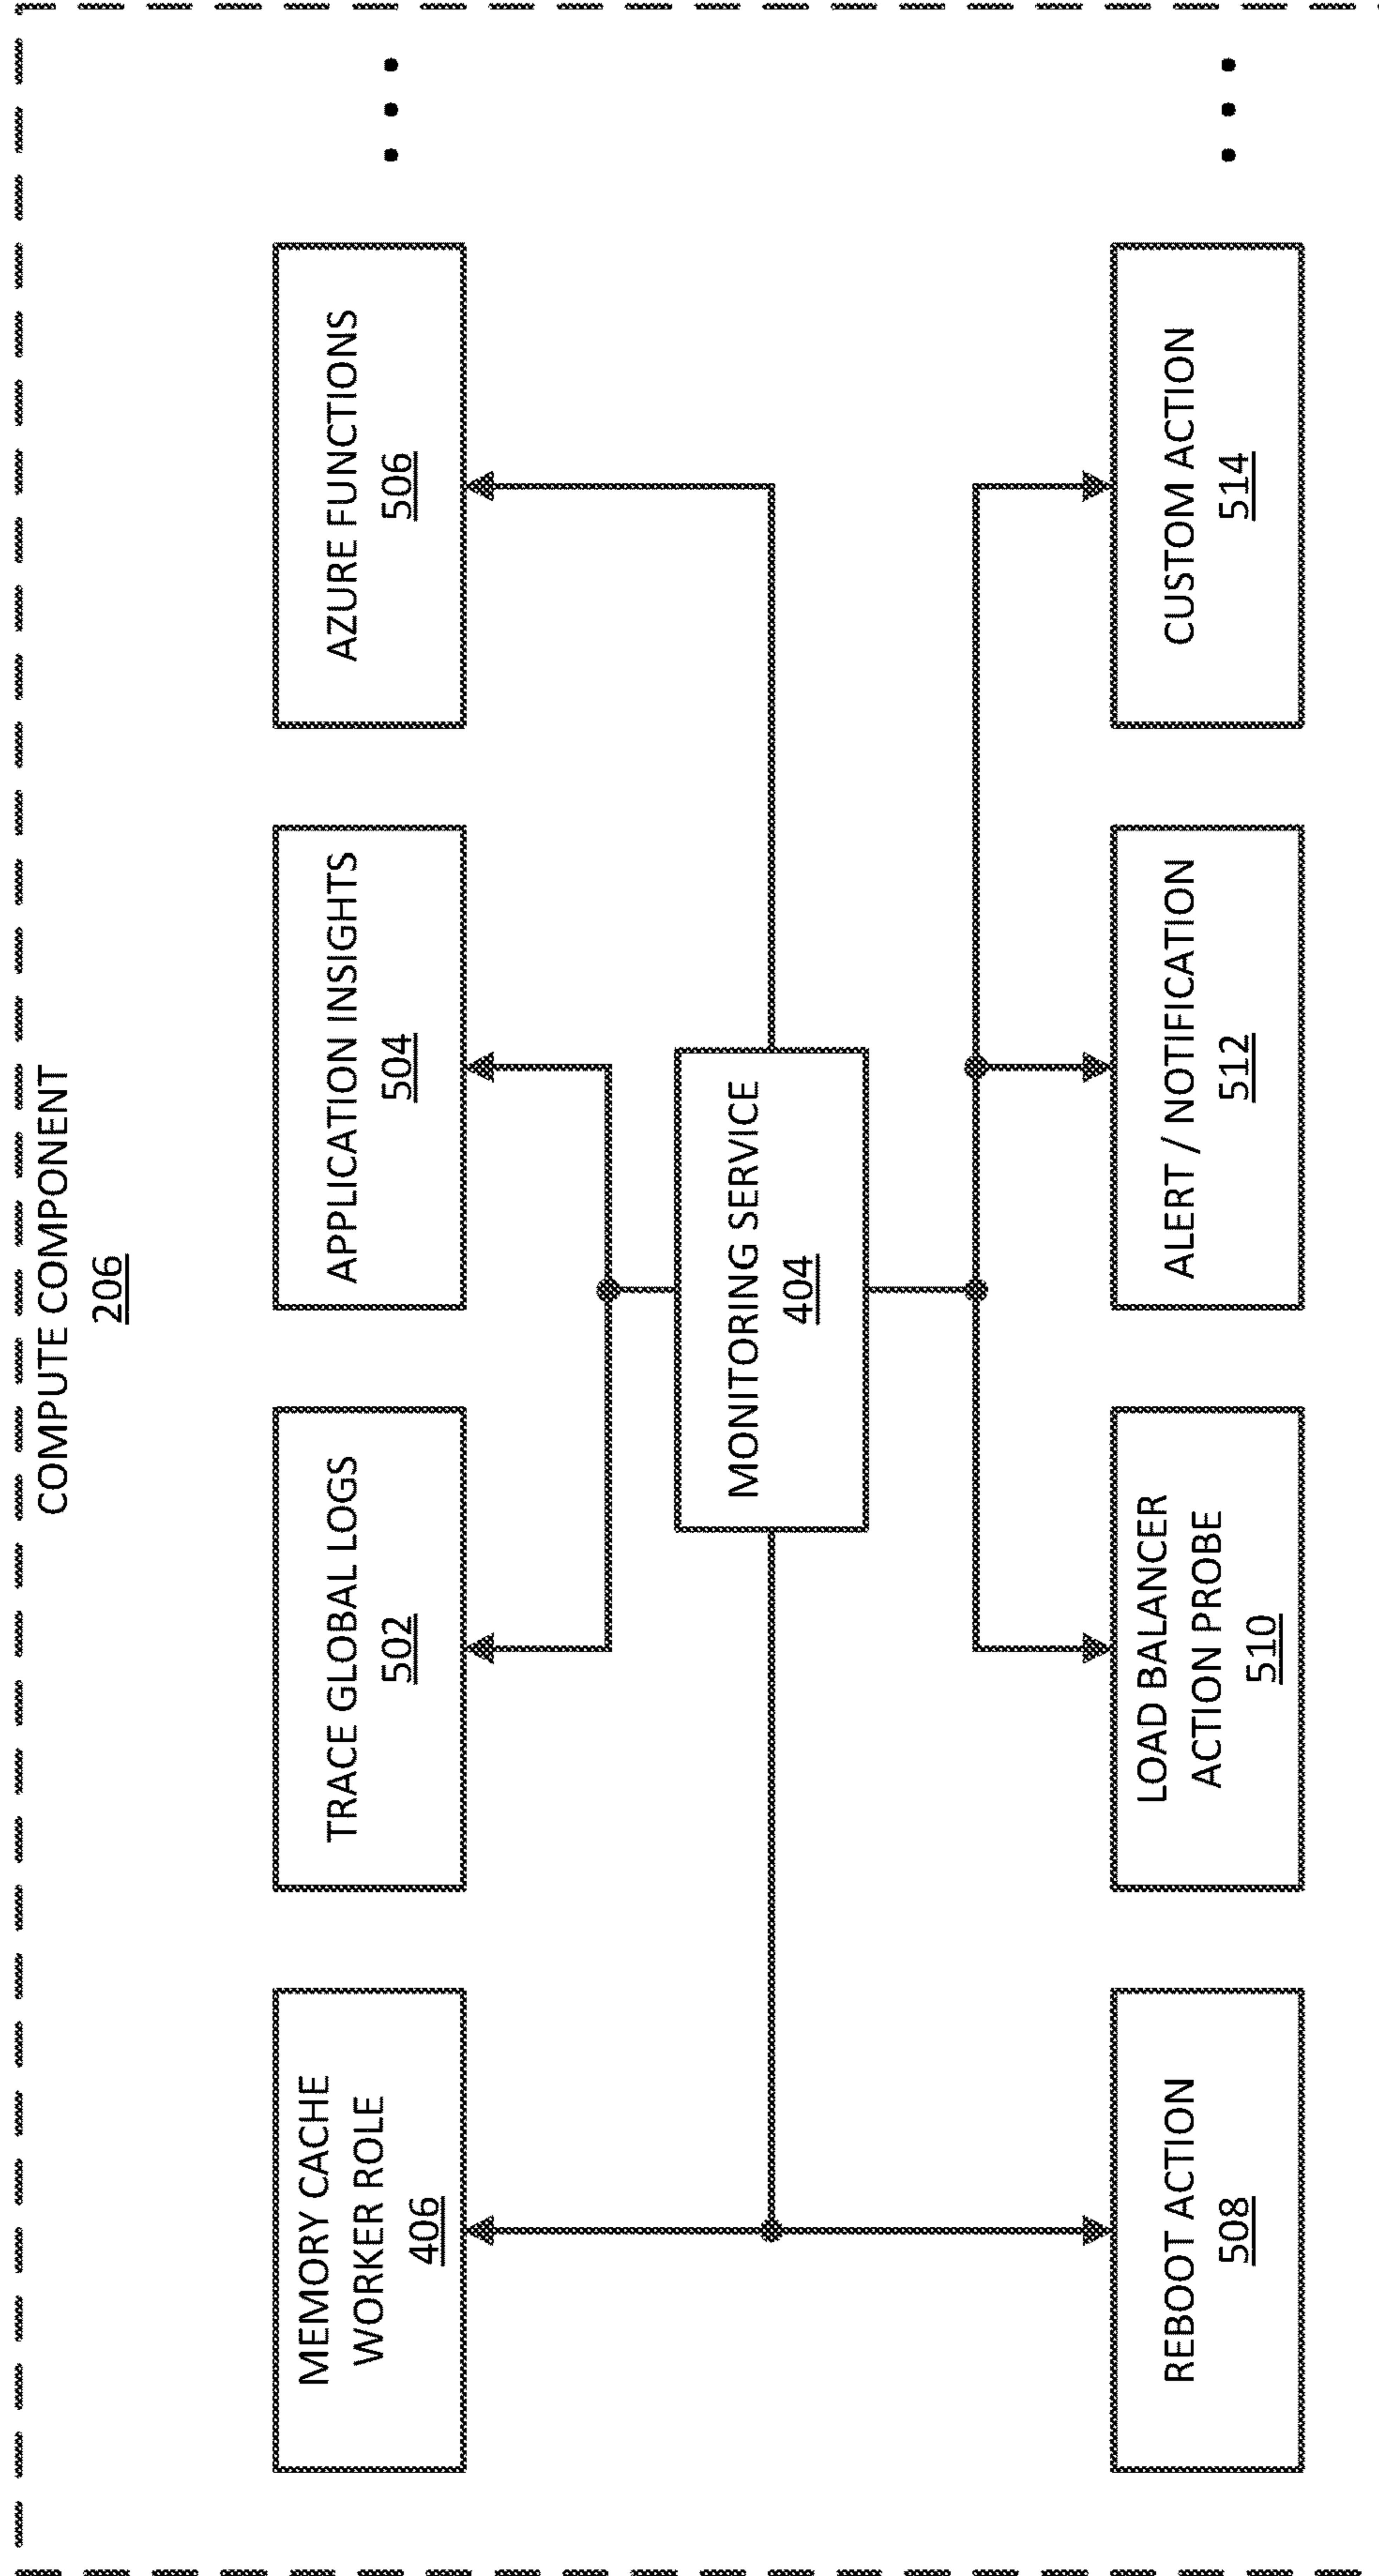 COMPUTE COMPONENT
206
MEMORY CACHE
WORKER ROLE
406
TRACE GLOBAL LOGS
502
APPLICATION INSIGHTS
504
AZURE FUNCTIONS
506
MONITORING SERVICE
404
REBOOT ACTION
508
LOAD BALANCER
ACTION PROBE
510
ALERT / NOTIFICATION
512
CUSTOM ACTION
514